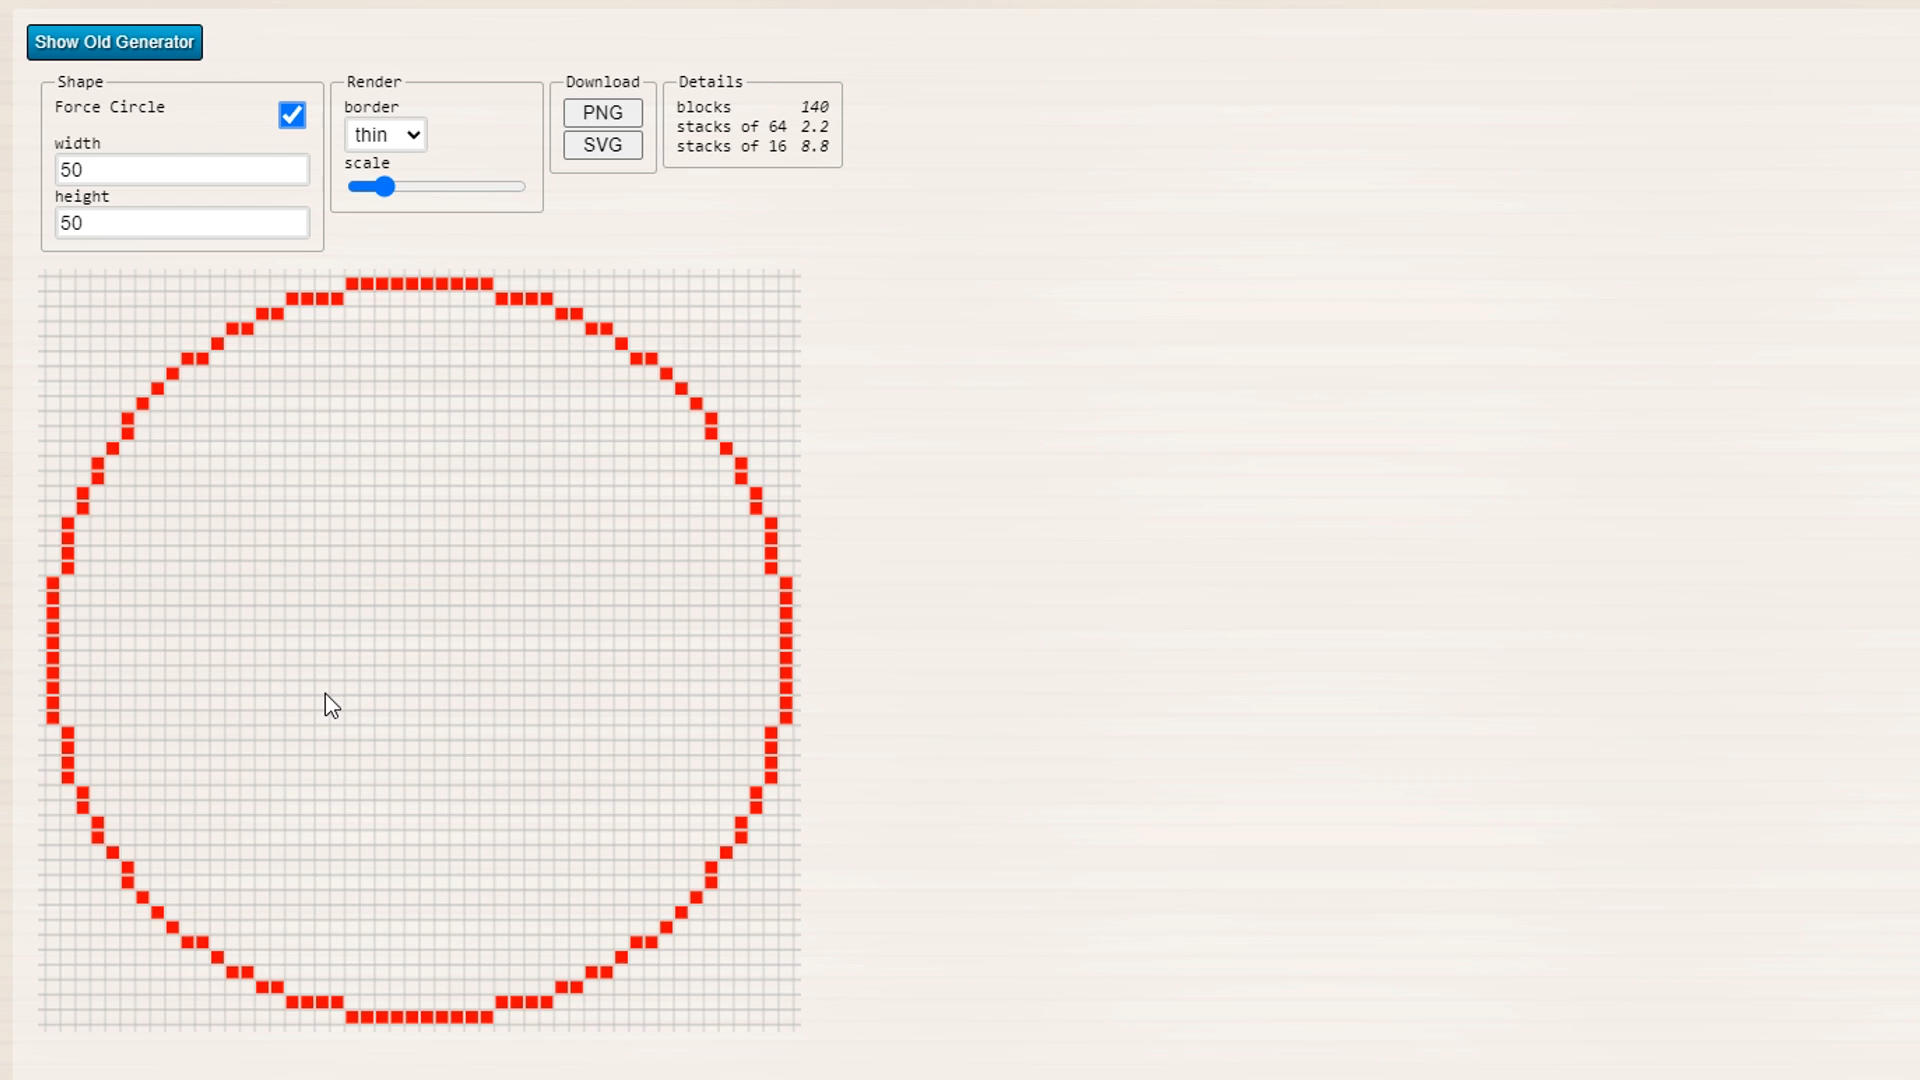 Show Old Generator
Shape
Force Circle
width
50
height
50
Render
border
thin
scale
Download
PNG
SVG
Details
blocks 140
stacks of 64 2.2
stacks of 16 8.8